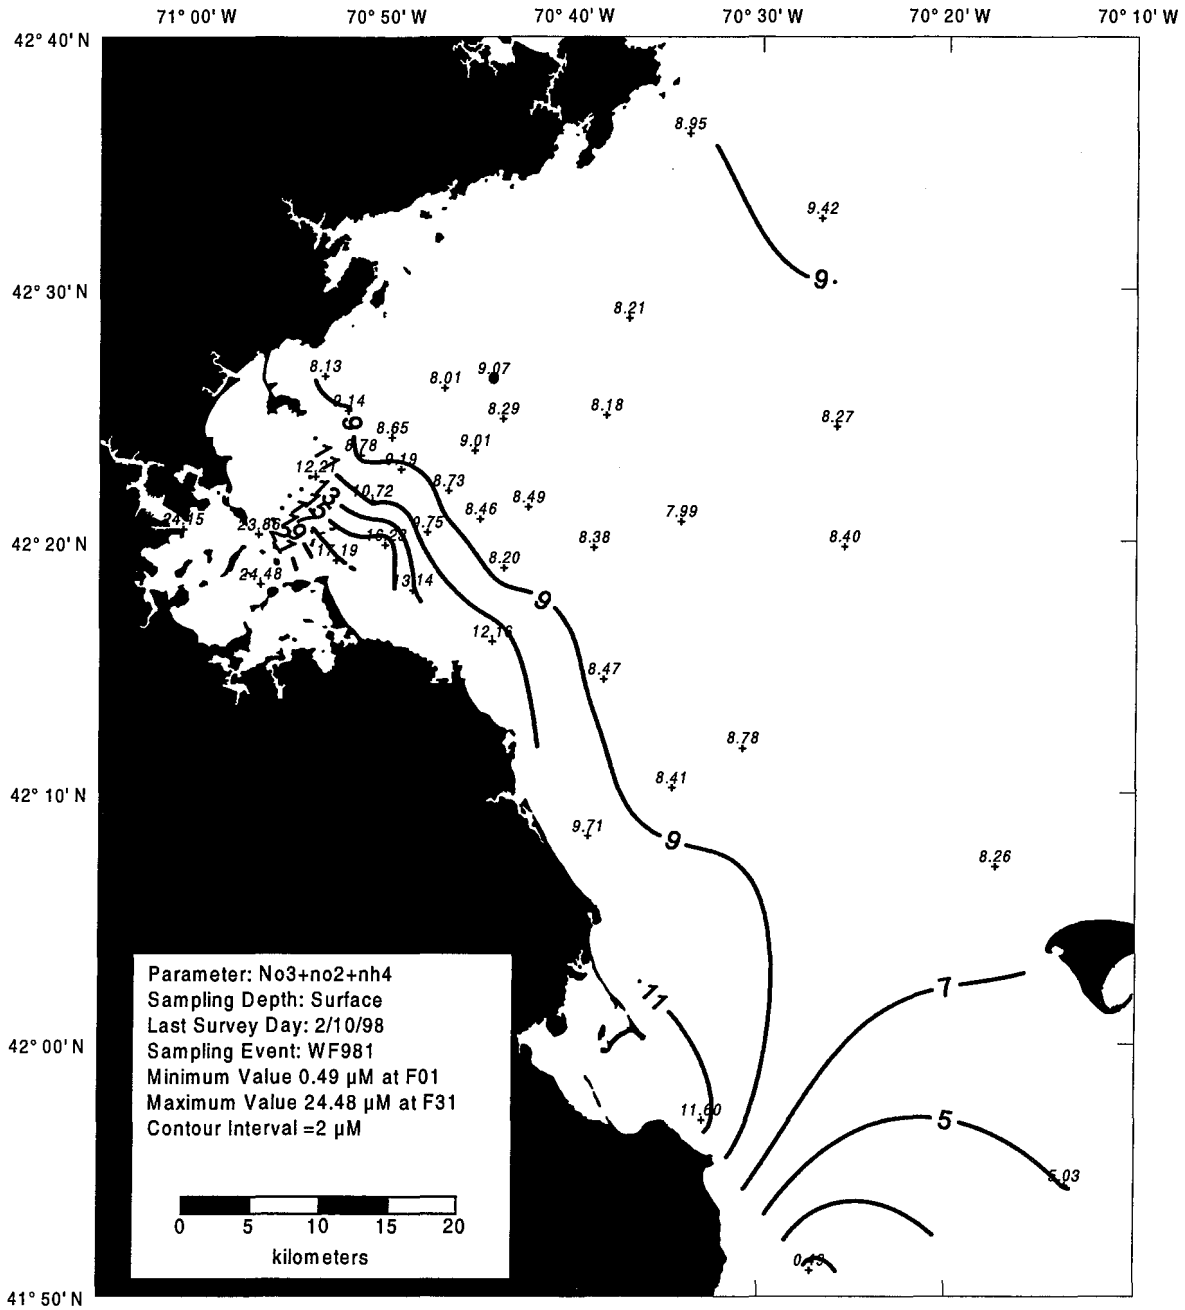 71° 00' W 70° 50' W 70° 40' W 70° 30' W 70° 20' W 70° 10' W
42° 40' N
8.95
9.42
42° 30' N
9.
8.21
8.13
8.01
9.07
9.14
8.29
8.18
8.27
9
8.65
8.78
9.01
9.19
12.21
10.72
8.73
8.49
8.46
7.99
24.15
23.86
9.75
16.23
8.38
8.40
42° 20' N
17.19
8.20
24.48
13.14
9
12.16
8.47
8.78
8.41
42° 10' N
9.71
9
8.26
7
11
42° 00' N
11.60
5
5.03
0.49
41° 50' N
Parameter: No3+no2+nh4
Sampling Depth: Surface
Last Survey Day: 2/10/98
Sampling Event: WF981
Minimum Value 0.49 µM at F01
Maximum Value 24.48 µM at F31
Contour Interval =2 µM
0 5 10 15 20
kilometers